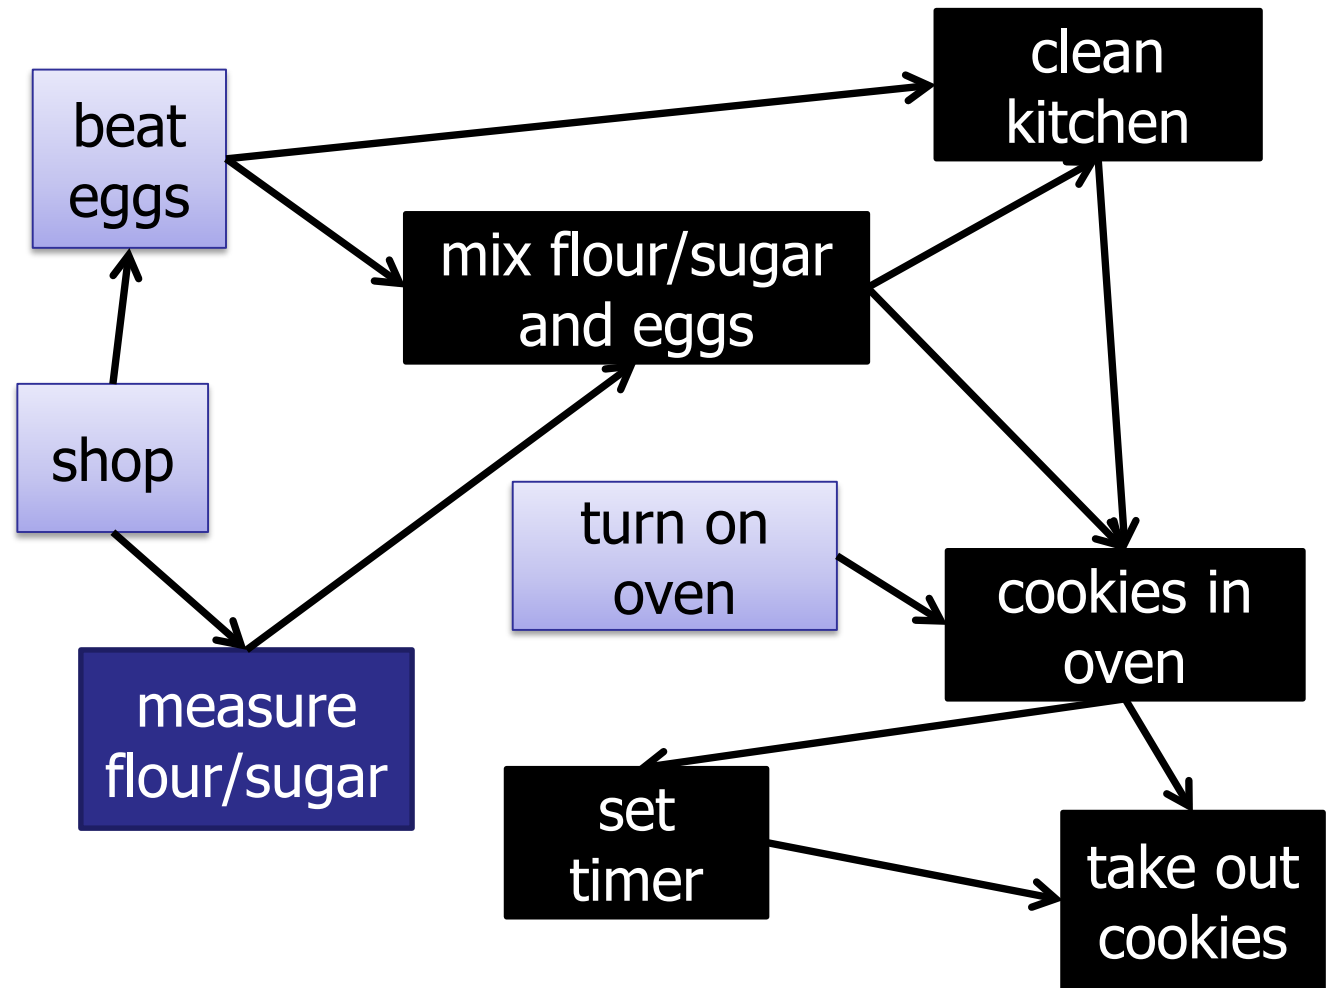 clean
kitchen
beat
eggs
mix flour/sugar
and eggs
shop
turn on
oven
cookies in
oven
measure
flour/sugar
set
timer
take out
cookies